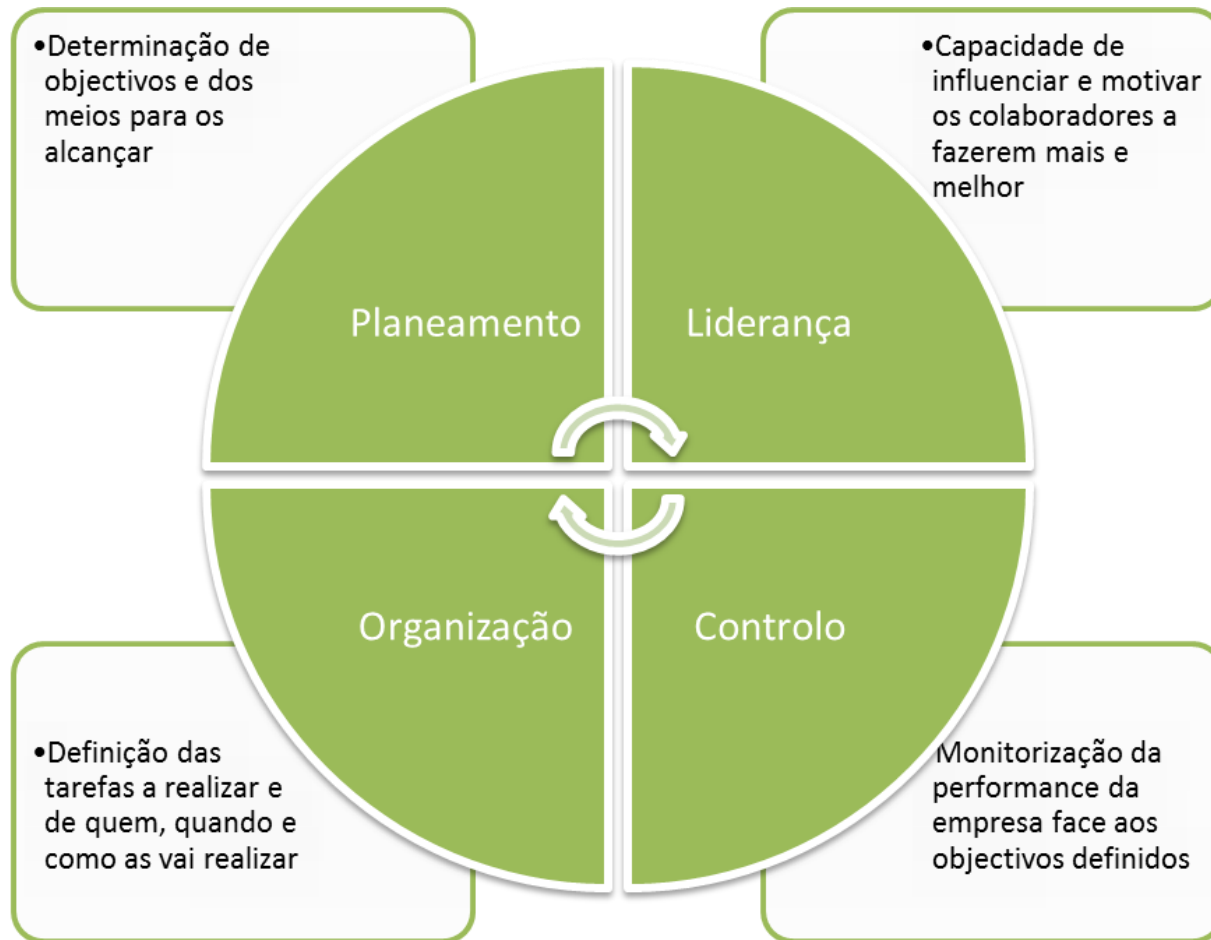 •Determinação de
objectivos e dos
meios para os
alcançar
•Capacidade de
influenciar e motivar
os colaboradores a
fazerem mais e
melhor
Planeamento
Liderança
Organização
Controlo
•Definição das
tarefas a realizar e
de quem, quando e
como as vai realizar
Monitorização da
performance da
empresa face aos
objectivos definidos